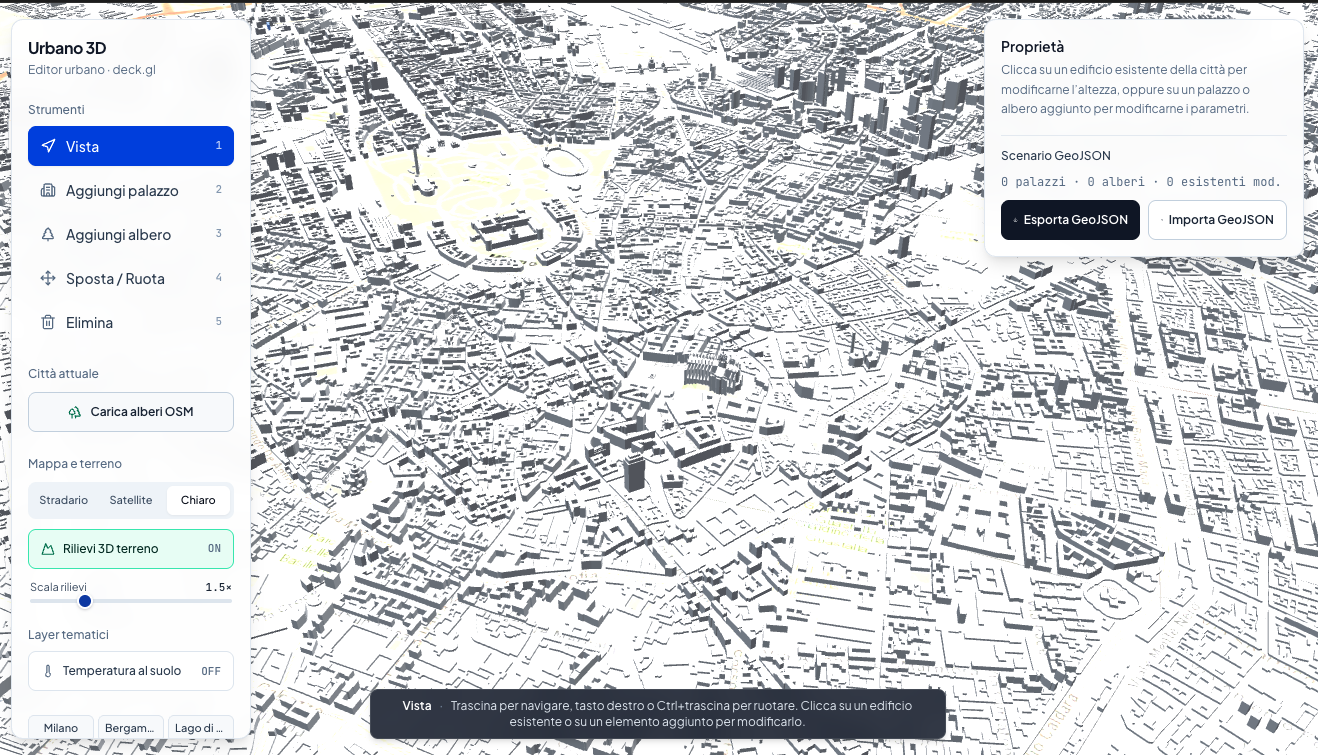 Urbano 3D
Editor urbano · deck.gl
Strumenti
Vista 1
Aggiungi palazzo 2
Aggiungi albero 3
Sposta / Ruota 4
Elimina 5
Città attuale
Carica alberi OSM
Mappa e terreno
Stradario Satellite Chiaro
Rilievi 3D terreno ON
Scala rilievi 1.5×
Layer tematici
Temperatura al suolo OFF
Milano Bergam… Lago di …
Proprietà
Clicca su un edificio esistente della città per
modificarne l'altezza, oppure su un palazzo o
albero aggiunto per modificarne i parametri.
Scenario GeoJSON
0 palazzi · 0 alberi · 0 esistenti mod.
Esporta GeoJSON Importa GeoJSON
Vista · Trascina per navigare, tasto destro o Ctrl+trascina per ruotare. Clicca su un edificio
esistente o su un elemento aggiunto per modificarlo.